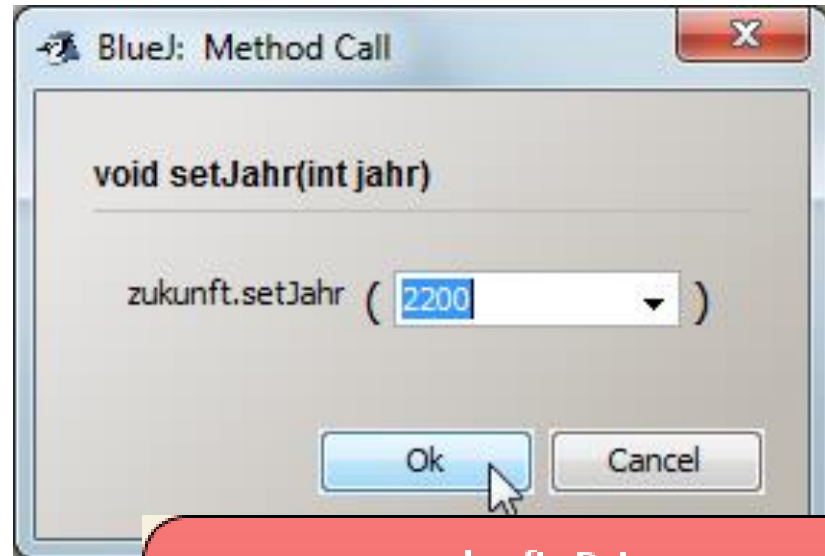 BlueJ: Method Call
void setJahr(int jahr)
zukunft.setJahr ( 2200 )
Ok Cancel